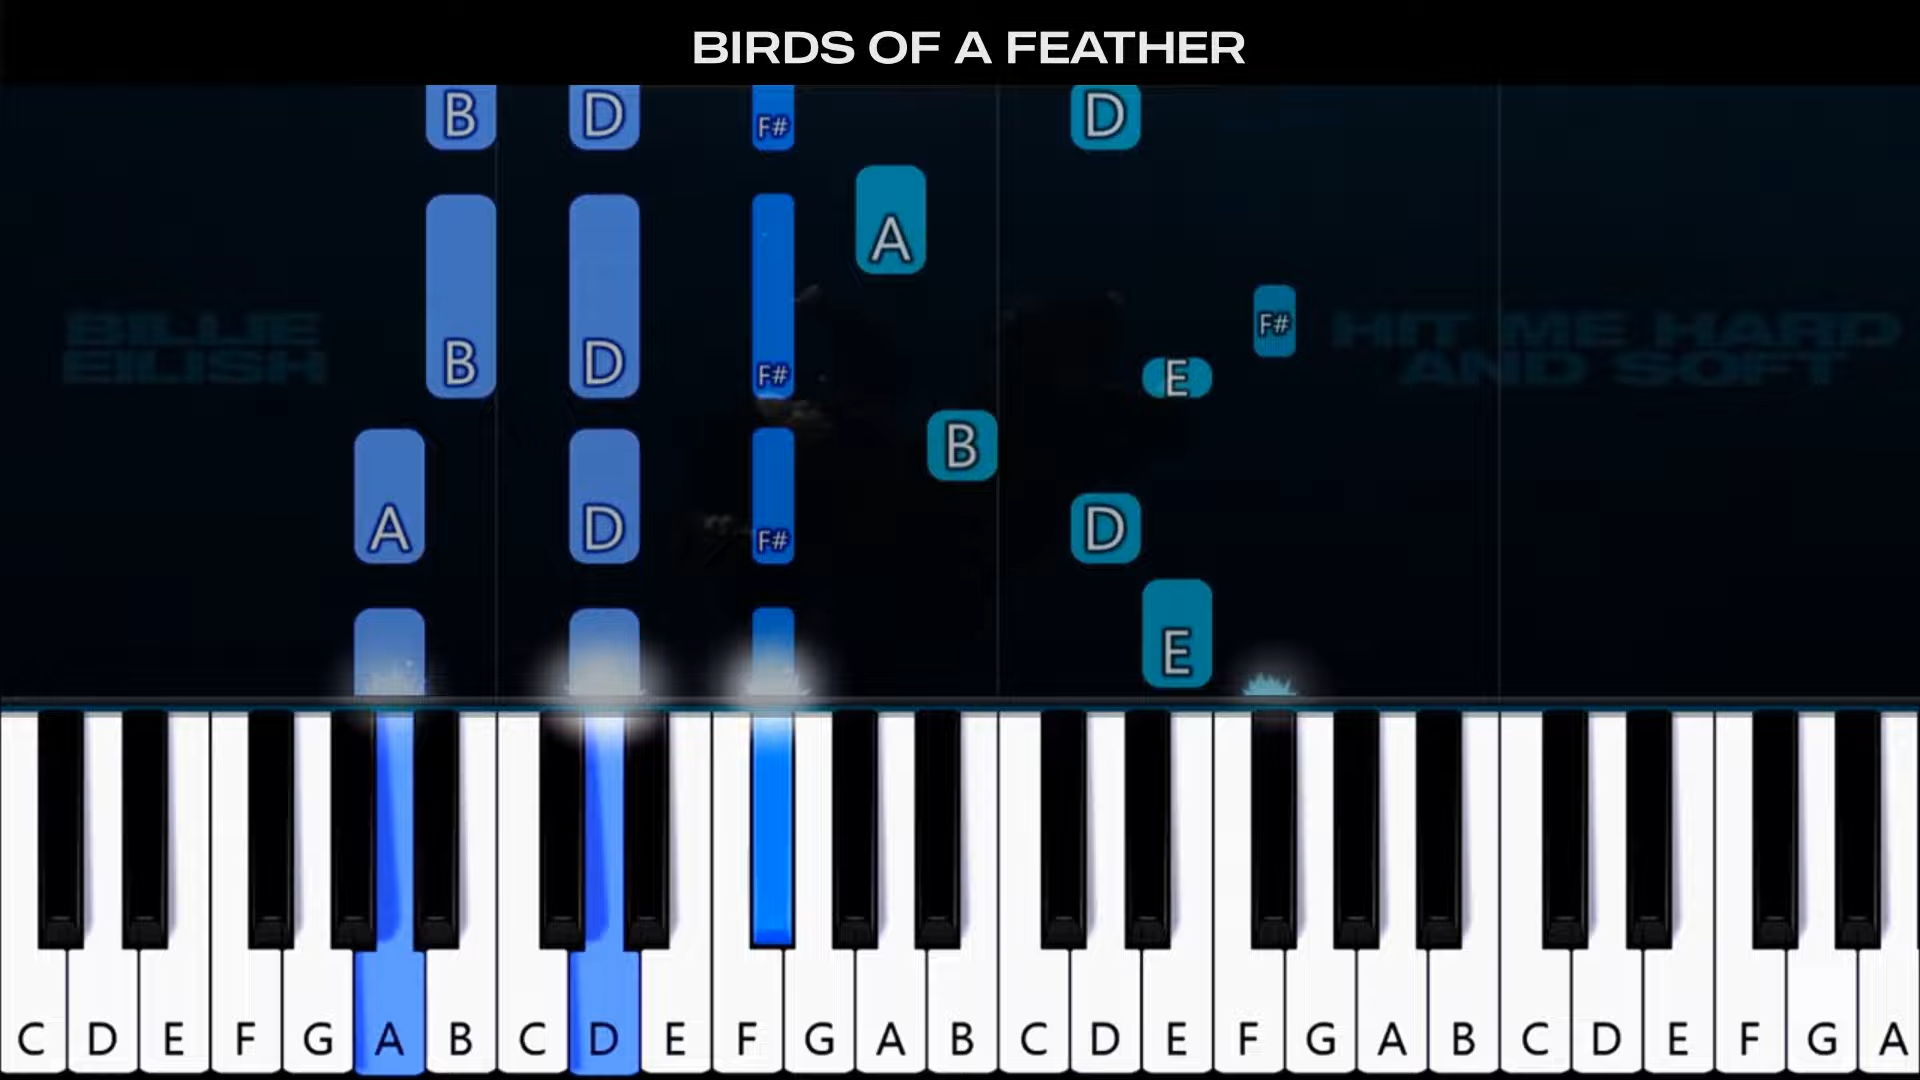 BIRDS OF A FEATHER
B D F# D
A
BILLIE
EILISH
F#
HIT ME HARD
AND SOFT
B D F# E
B
A D F# D
E
C D E F G A B C D E F G A B C D E F G A B C D E F G A